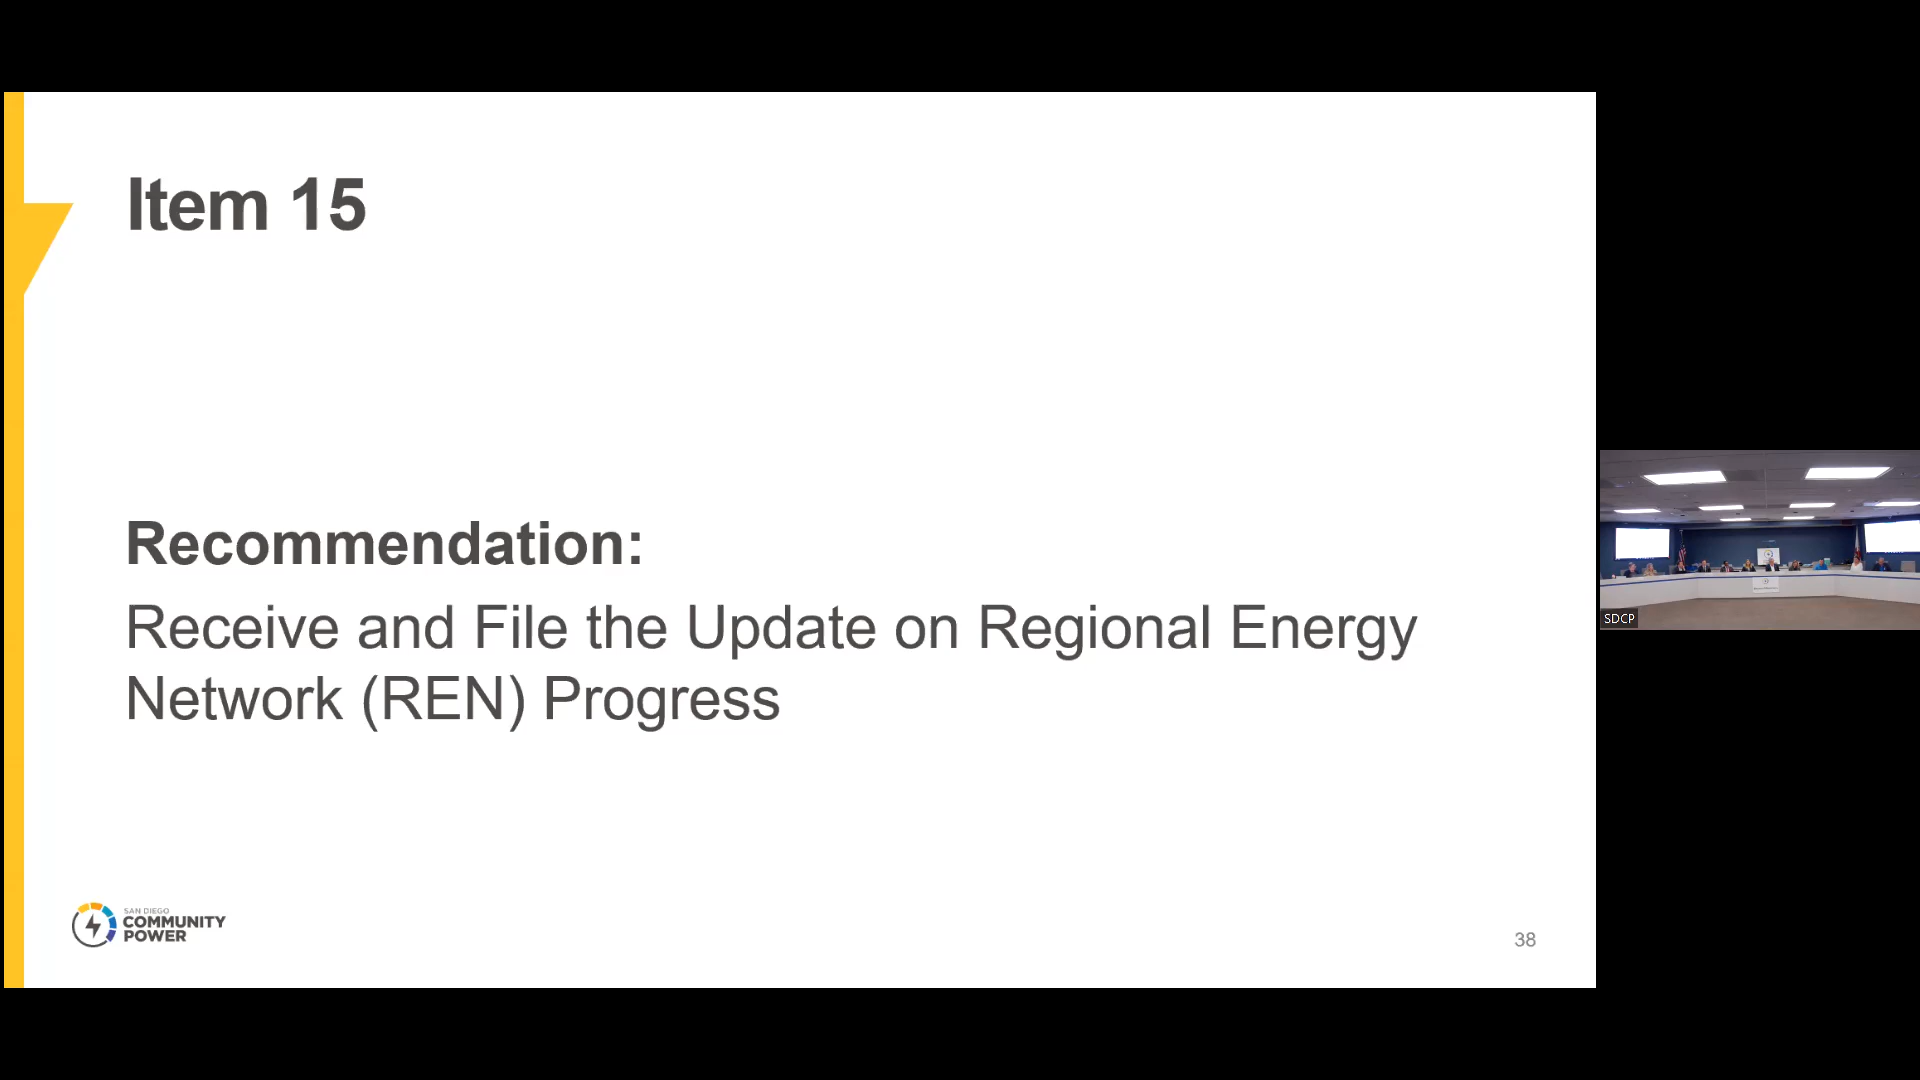 Item 15
Recommendation:
Receive and File the Update on Regional Energy
Network (REN) Progress
SAN DIEGO
COMMUNITY
POWER
38
SDCP